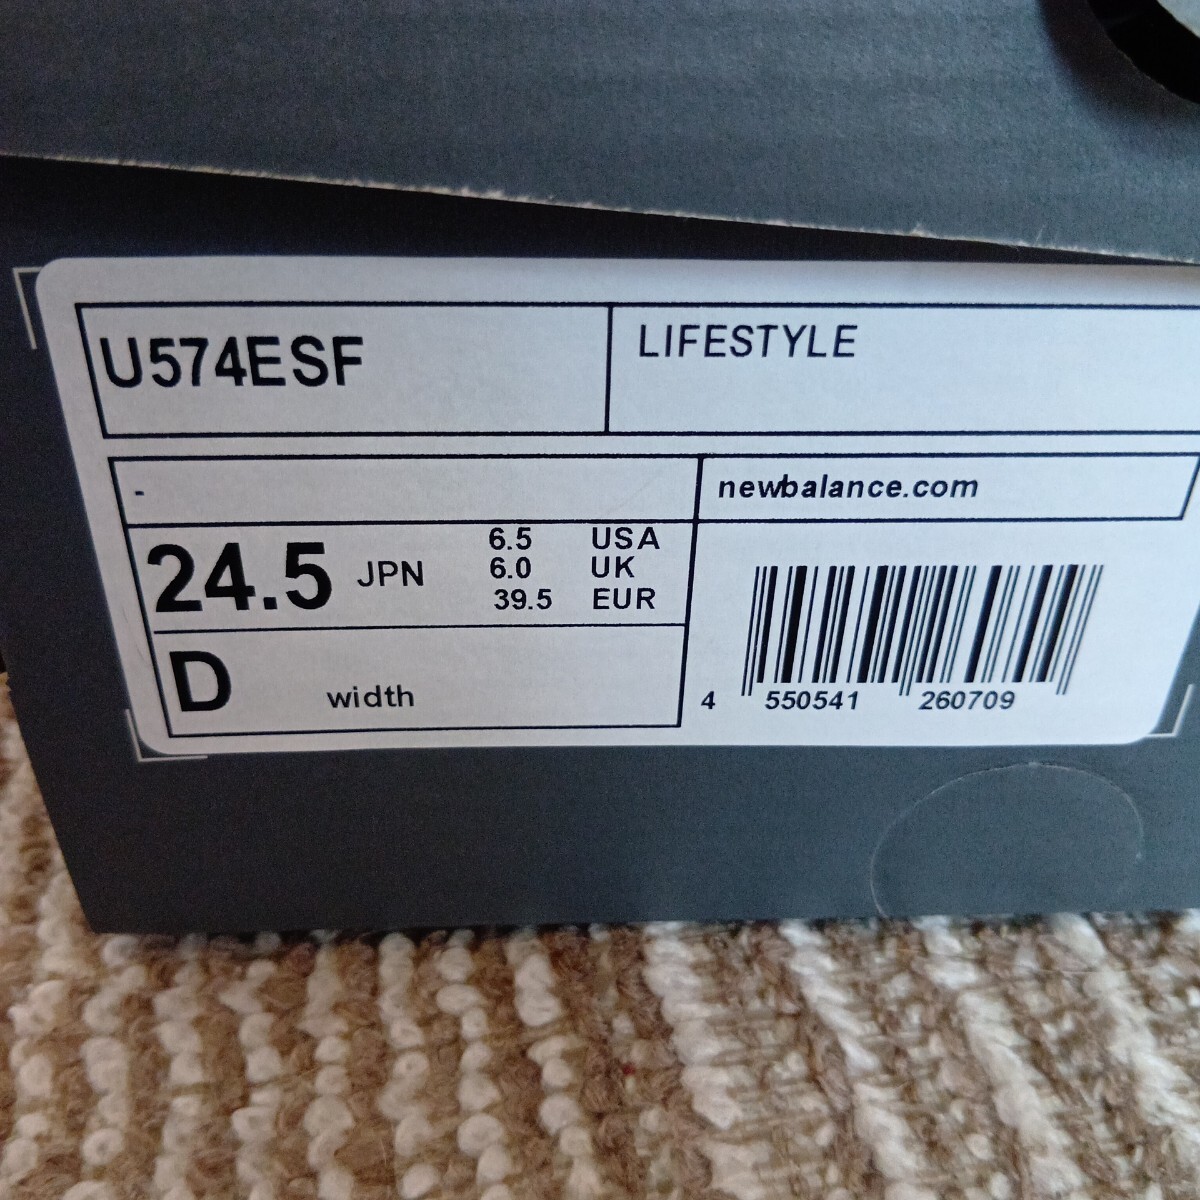 U574ESF
LIFESTYLE
-
newbalance.com
24.5 JPN
6.5 USA
6.0 UK
39.5 EUR
D width
4 550541 260709